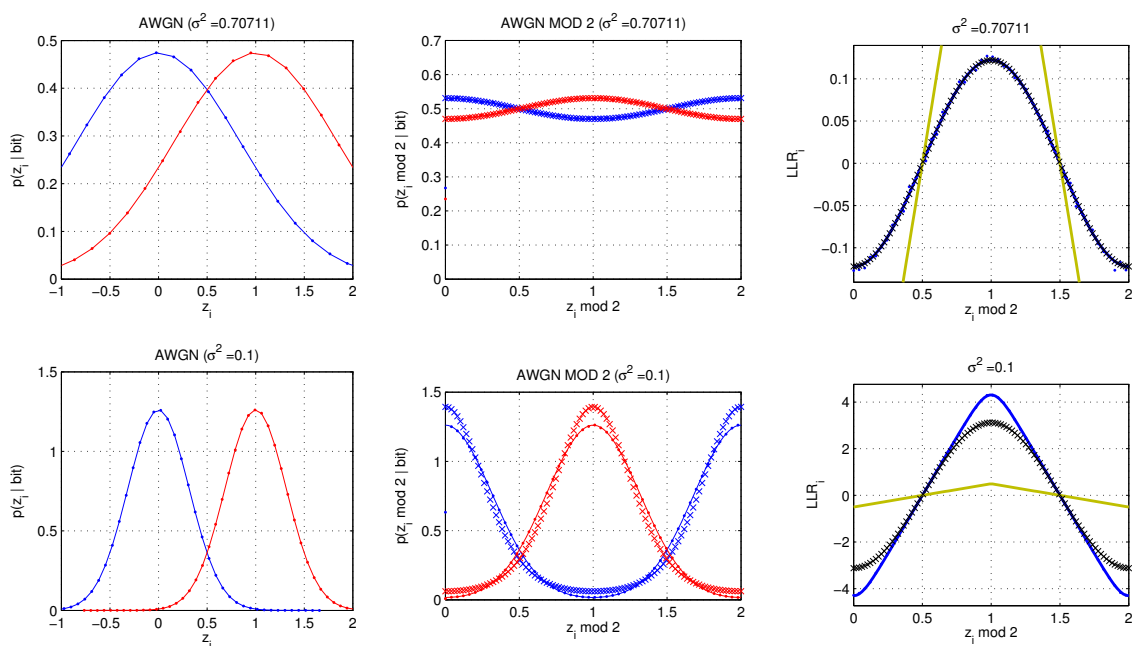 AWGN (σ² =0.70711)
0.5
0.4
0.3
0.2
0.1
0
−1 −0.5 0 0.5 1 1.5 2
p(z_i | bit)
z_i
AWGN MOD 2 (σ² =0.70711)
0.7
0.6
0.5
0.4
0.3
0.2
0.1
0
0 0.5 1 1.5 2
p(z_i mod 2 | bit)
z_i mod 2
σ² =0.70711
0.1
0.05
0
−0.05
−0.1
0 0.5 1 1.5 2
LLR_i
z_i mod 2
AWGN (σ² =0.1)
1.5
1
0.5
0
−1 −0.5 0 0.5 1 1.5 2
p(z_i | bit)
z_i
AWGN MOD 2 (σ² =0.1)
1.5
1
0.5
0
0 0.5 1 1.5 2
p(z_i mod 2 | bit)
z_i mod 2
σ² =0.1
4
2
0
−2
−4
0 0.5 1 1.5 2
LLR_i
z_i mod 2